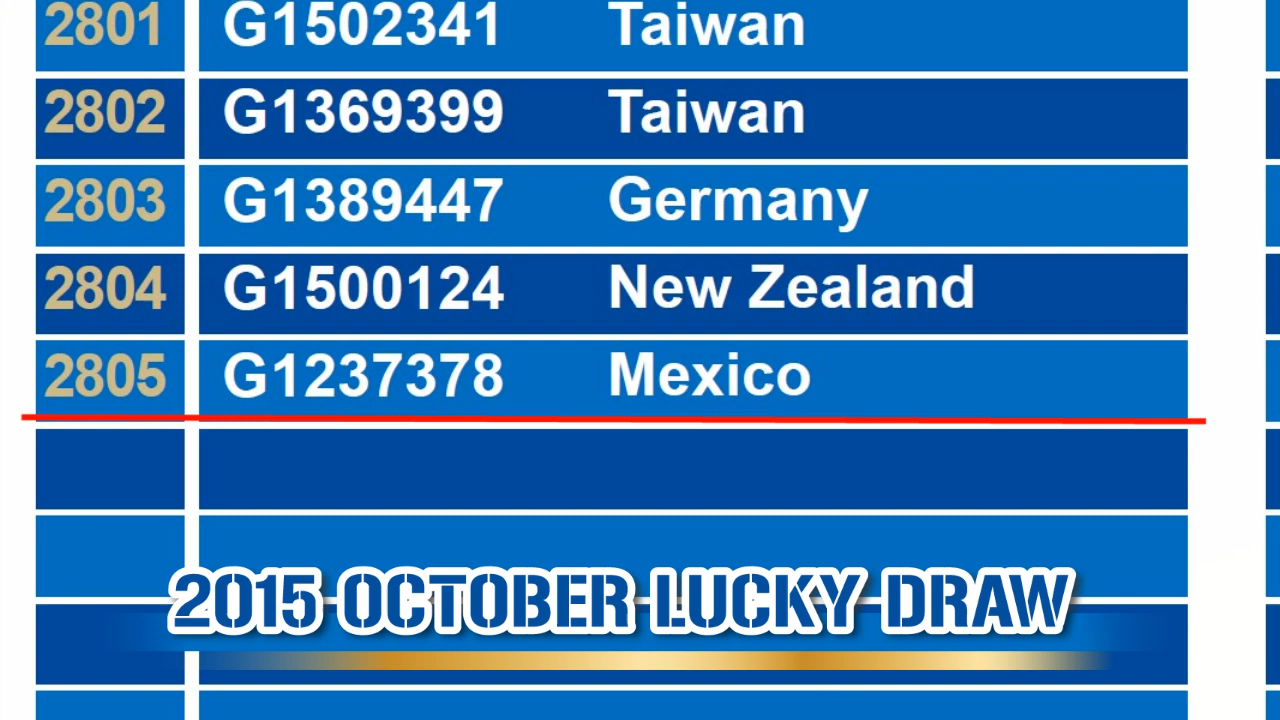 2801 G1502341 Taiwan
2802 G1369399 Taiwan
2803 G1389447 Germany
2804 G1500124 New Zealand
2805 G1237378 Mexico
2015 OCTOBER LUCKY DRAW